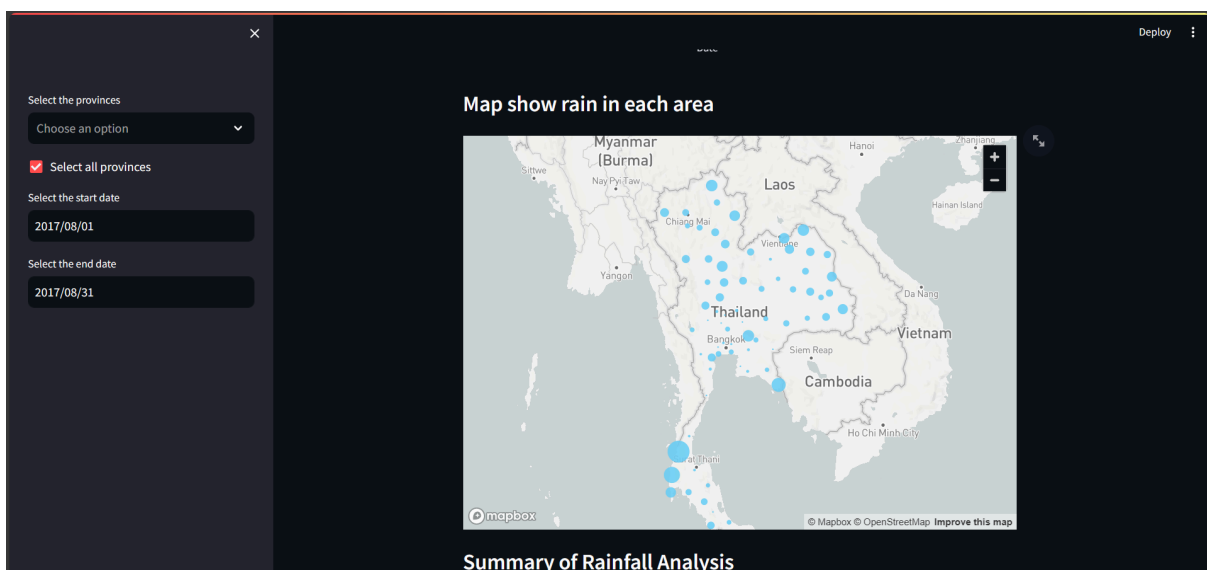 Deploy
Date
Select the provinces
Choose an option
Select all provinces
Select the start date
2017/08/01
Select the end date
2017/08/31
Map show rain in each area
Myanmar
(Burma)
Hanoi
Zhanjiang
Sittwe
Nay Pyi Taw
Laos
Hainan Island
Chiang Mai
Vientiane
Yangon
Da Nang
Thailand
Vietnam
Bangkok
Siem Reap
Cambodia
Ho Chi Minh City
at Thani
mapbox
© Mapbox © OpenStreetMap Improve this map
Summary of Rainfall Analysis